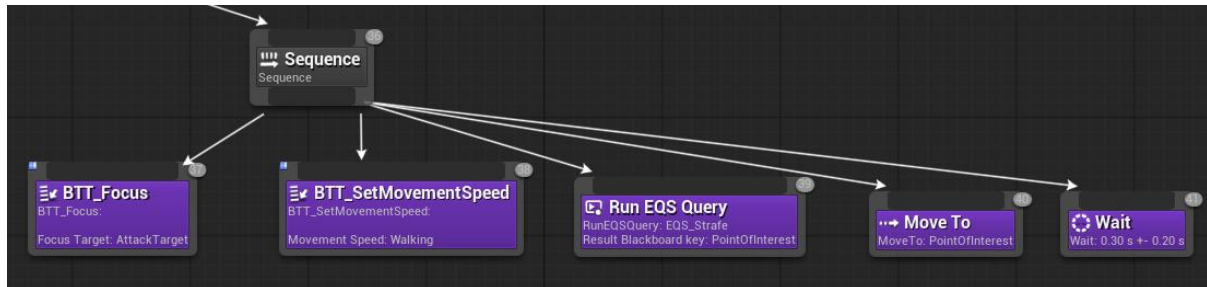 36
Sequence
Sequence
37
BTT_Focus
BTT_Focus:
Focus Target: AttackTarget
38
BTT_SetMovementSpeed
BTT_SetMovementSpeed:
Movement Speed: Walking
39
Run EQS Query
RunEQSQuery: EQS_Strafe
Result Blackboard key: PointOfInterest
40
Move To
MoveTo: PointOfInterest
41
Wait
Wait: 0.30 s +- 0.20 s